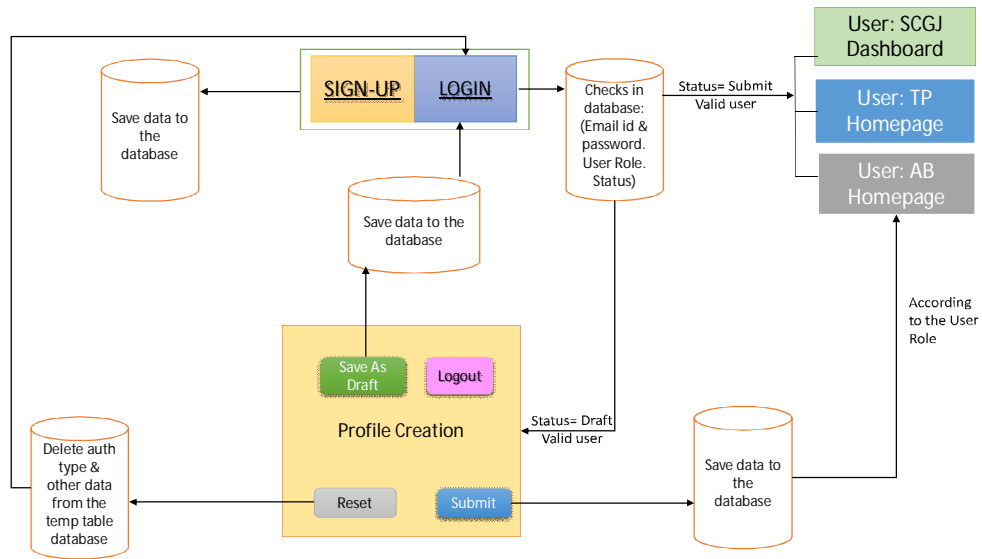 User: SCGJ
Dashboard
SIGN-UP
LOGIN
Save data to
the
database
Checks in
database:
(Email id &
password.
User Role.
Status)
Status= Submit
Valid user
User: TP
Homepage
User: AB
Homepage
Save data to the
database
According
to the User
Role
Save As
Draft
Logout
Status= Draft
Valid user
Profile Creation
Delete auth
type &
other data
from the
temp table
database
Reset
Submit
Save data to
the
database